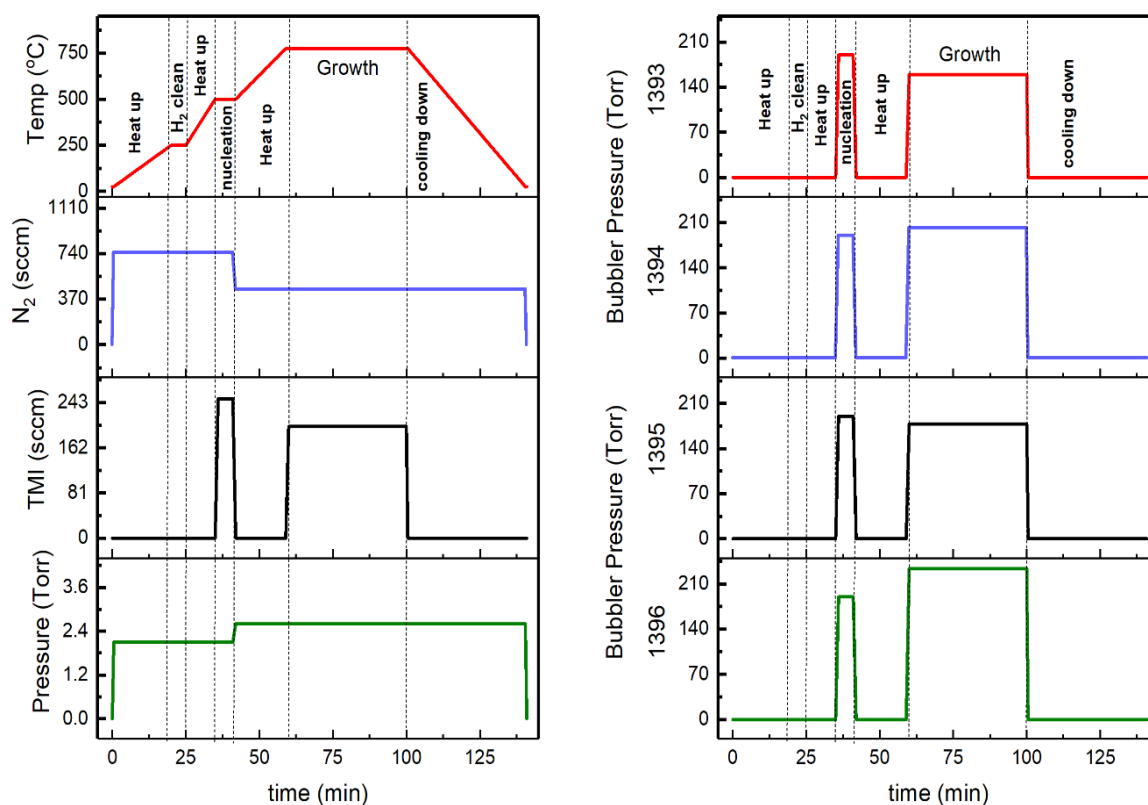 Temp (ºC)
750
500
250
0
Heat up
H2 clean
Heat up
nucleation
Heat up
Growth
cooling down
N2 (sccm)
1110
740
370
0
TMI (sccm)
243
162
81
0
Pressure (Torr)
3.6
2.4
1.2
0.0
0 25 50 75 100 125
time (min)
Bubbler Pressure (Torr)
1393
210
140
70
0
Heat up
H2 clean
Heat up
nucleation
Heat up
Growth
cooling down
Bubbler Pressure (Torr)
1394
210
140
70
0
Bubbler Pressure (Torr)
1395
210
140
70
0
Bubbler Pressure (Torr)
1396
210
140
70
0
0 25 50 75 100 125
time (min)